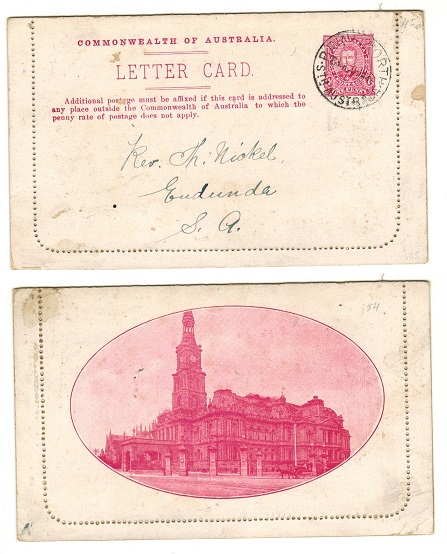 COMMONWEALTH OF AUSTRALIA.
LETTER CARD.
Additional postage must be affixed if this card is addressed to
any place outside the Commonwealth of Australia to which the
penny rate of postage does not apply.
Rev. Th. Nickel,
Eudunda
S. A.